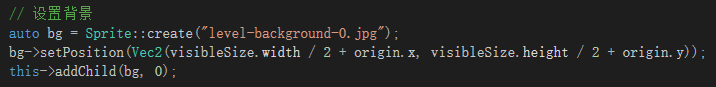 // 设置背景
auto bg = Sprite::create("level-background-0.jpg");
bg->setPosition(Vec2(visibleSize.width / 2 + origin.x, visibleSize.height / 2 + origin.y));
this->addChild(bg, 0);